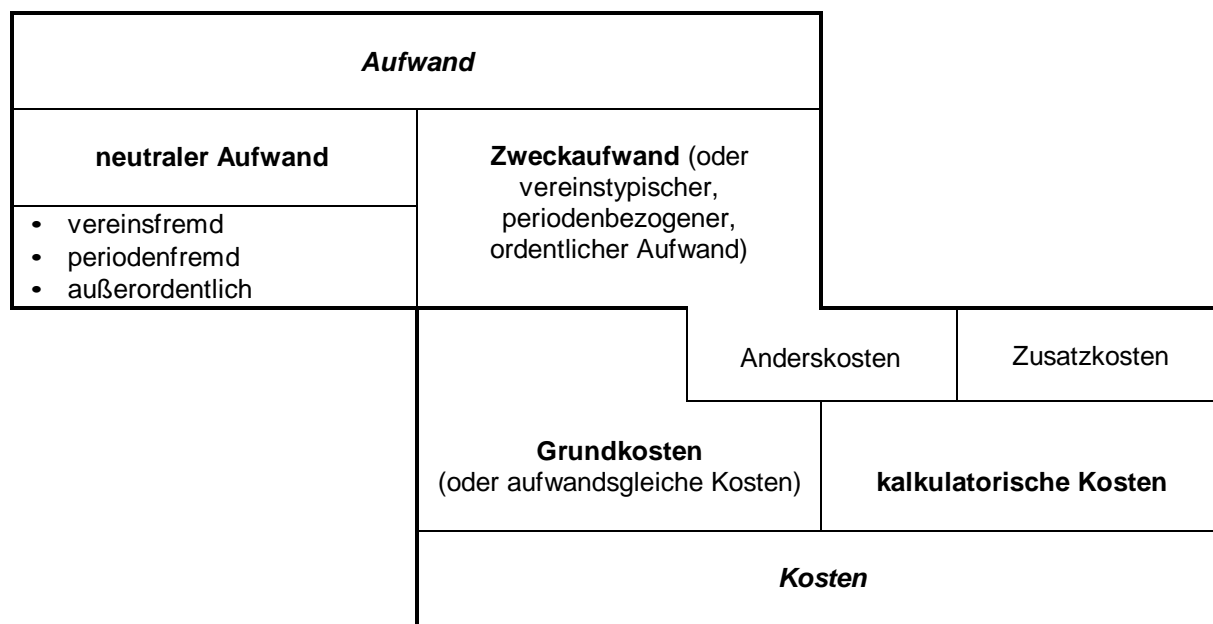 Aufwand
neutraler Aufwand
• vereinsfremd
• periodenfremd
• außerordentlich
Zweckaufwand (oder
vereinstypischer,
periodenbezogener,
ordentlicher Aufwand)
Anderskosten
Zusatzkosten
Grundkosten
(oder aufwandsgleiche Kosten)
kalkulatorische Kosten
Kosten